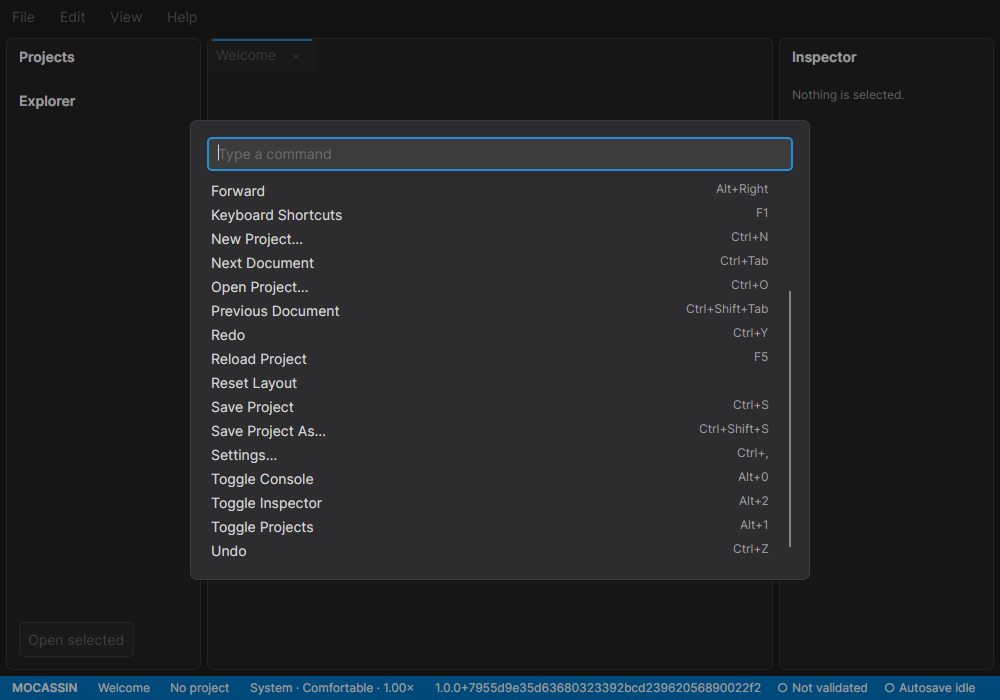 File Edit View Help
Projects
Explorer
Welcome ×
Inspector
Nothing is selected.
Type a command
Forward Alt+Right
Keyboard Shortcuts F1
New Project... Ctrl+N
Next Document Ctrl+Tab
Open Project... Ctrl+O
Previous Document Ctrl+Shift+Tab
Redo Ctrl+Y
Reload Project F5
Reset Layout
Save Project Ctrl+S
Save Project As... Ctrl+Shift+S
Settings... Ctrl+,
Toggle Console Alt+0
Toggle Inspector Alt+2
Toggle Projects Alt+1
Undo Ctrl+Z
Open selected
MOCASSIN Welcome No project System · Comfortable · 1.00× 1.0.0+7955d9e35d63680323392bcd23962056890022f2 Not validated Autosave idle